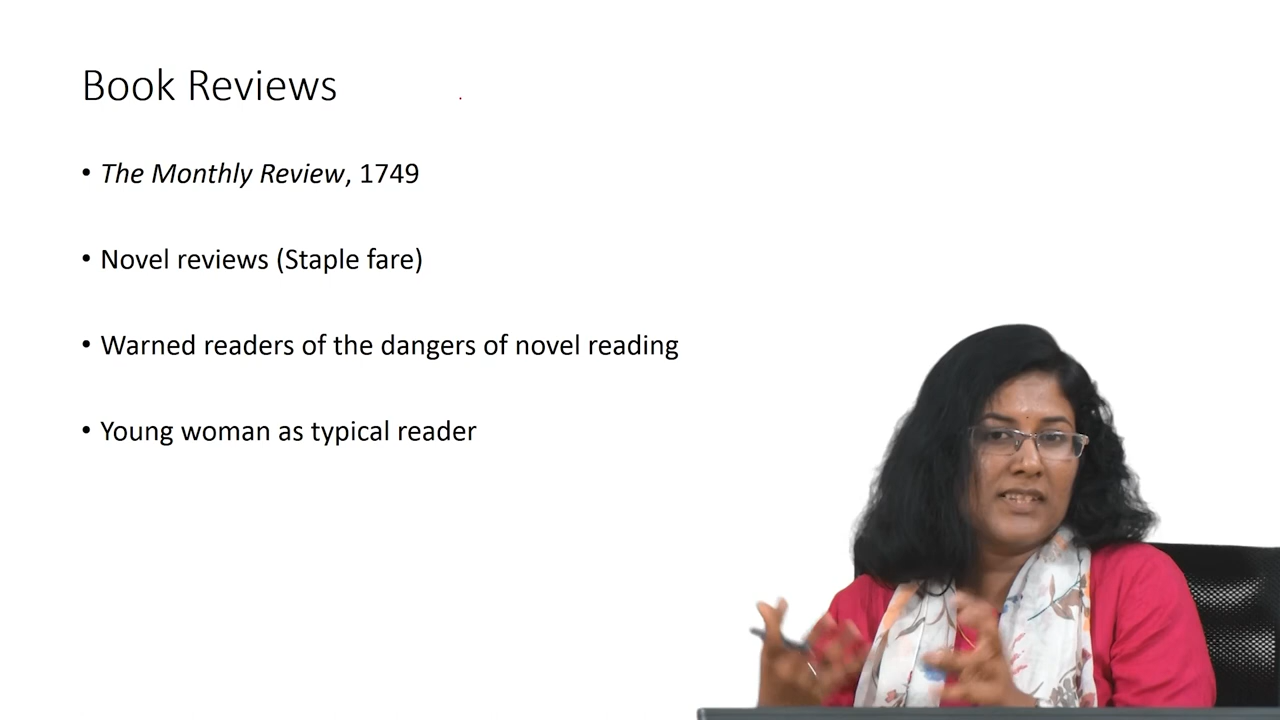 Book Reviews
• The Monthly Review, 1749
• Novel reviews (Staple fare)
• Warned readers of the dangers of novel reading
• Young woman as typical reader